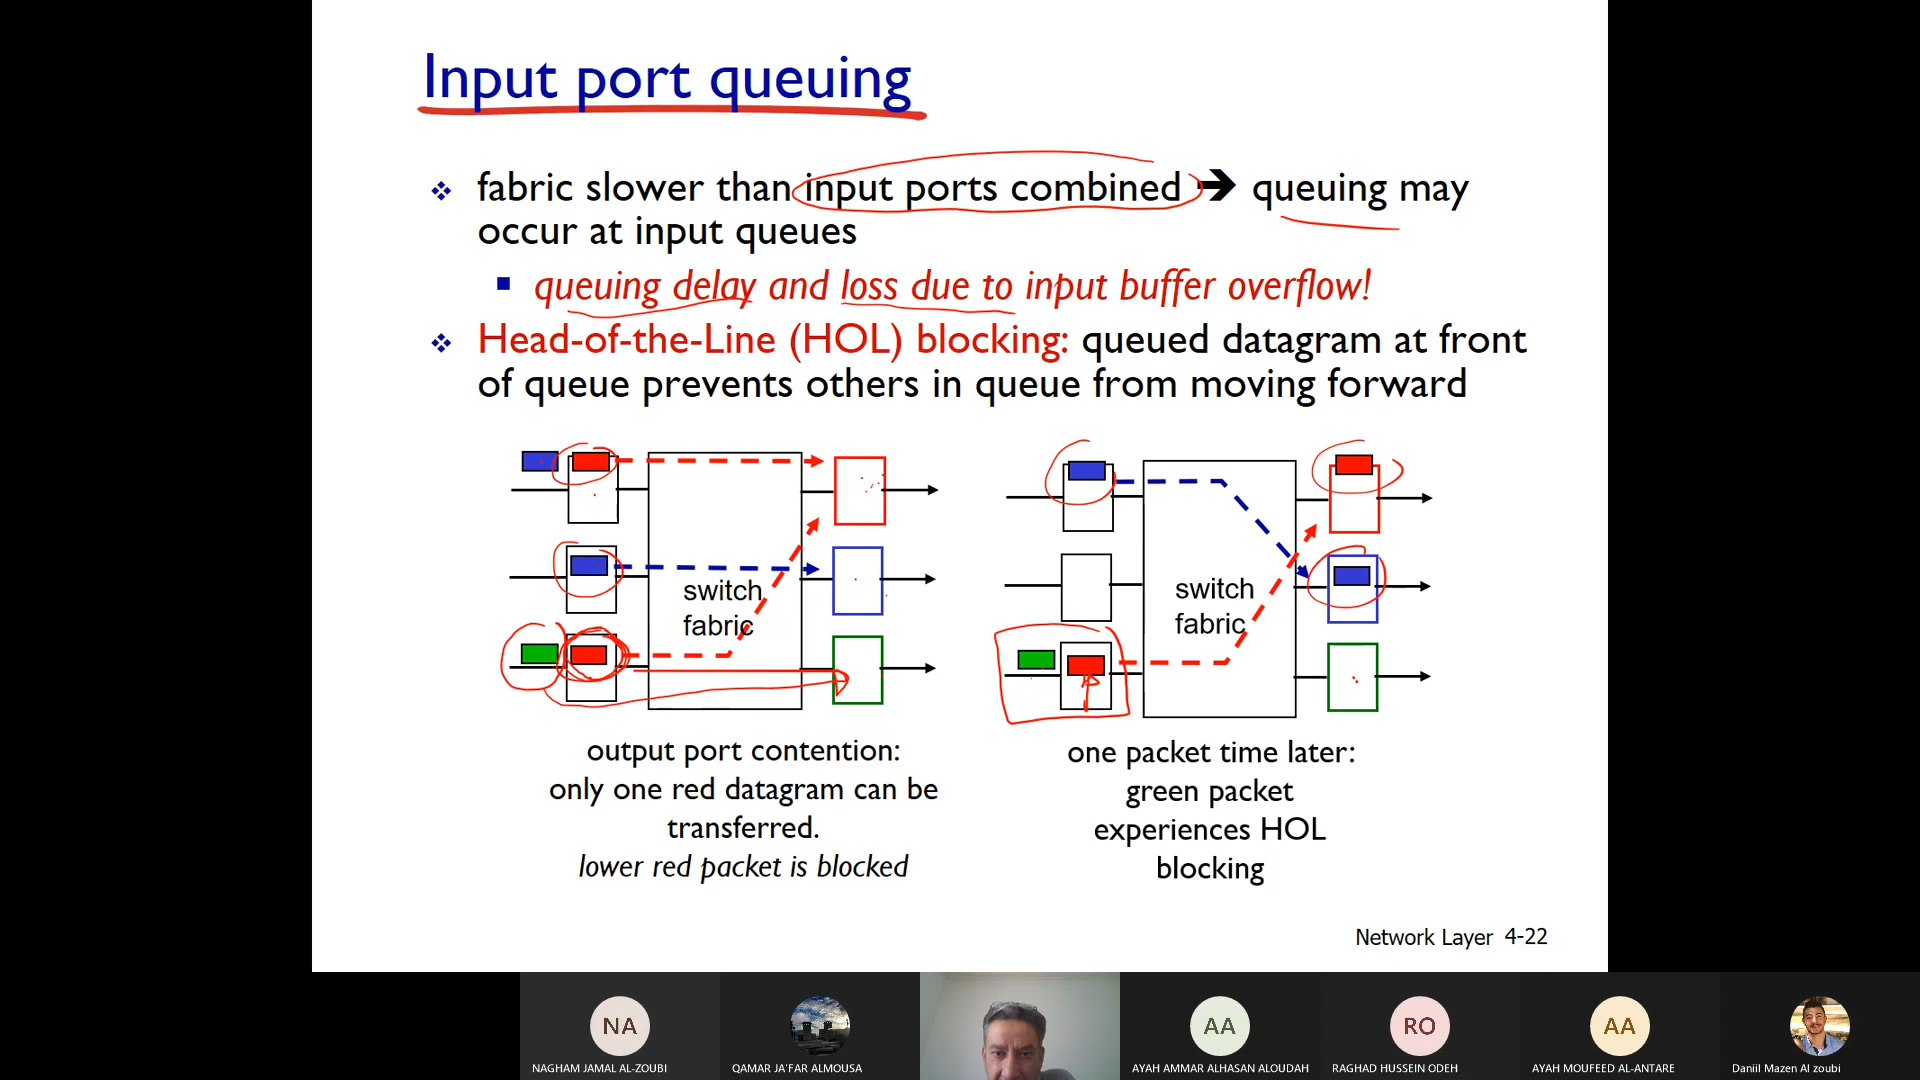 Input port queuing
fabric slower than input ports combined ➔ queuing may
occur at input queues
queuing delay and loss due to input buffer overflow!
Head-of-the-Line (HOL) blocking: queued datagram at front
of queue prevents others in queue from moving forward
switch
fabric
switch
fabric
output port contention:
only one red datagram can be
transferred.
lower red packet is blocked
one packet time later:
green packet
experiences HOL
blocking
Network Layer 4-22
NA
AA
RO
AA
NAGHAM JAMAL AL-ZOUBI
QAMAR JA'FAR ALMOUSA
AYAH AMMAR ALHASAN ALOUDAH
RAGHAD HUSSEIN ODEH
AYAH MOUFEED AL-ANTARE
Daniil Mazen Al zoubi